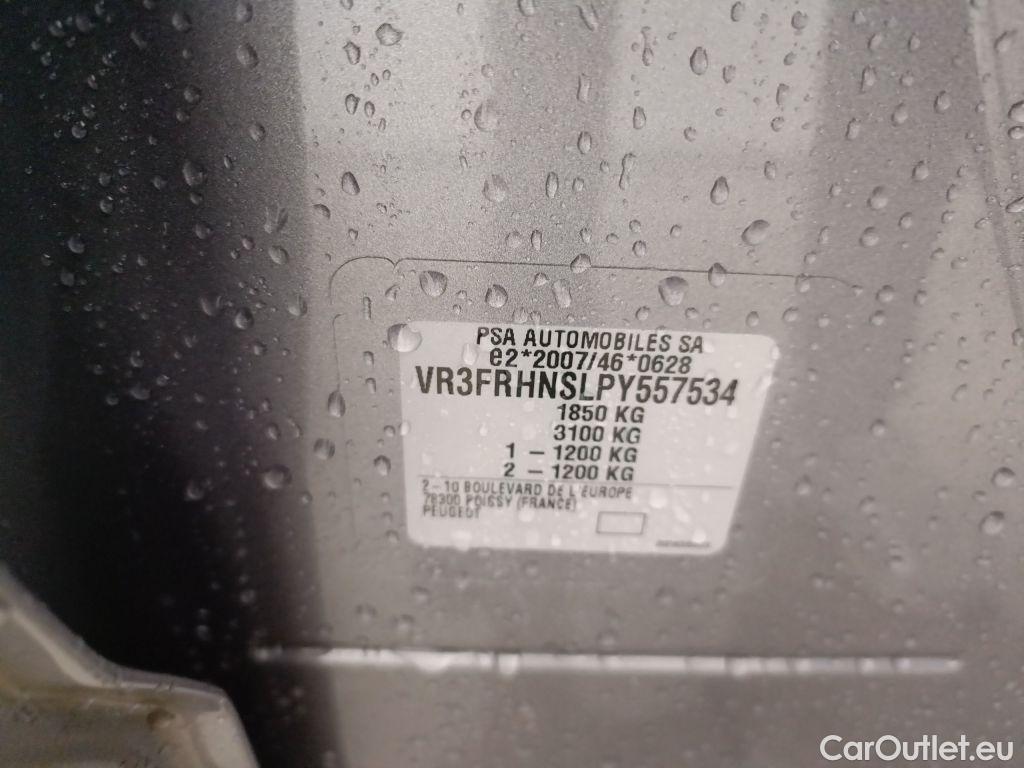 PSA AUTOMOBILES SA
e2*2007/46*0628
VR3FRHNSLPY557534
1850 KG
3100 KG
1 – 1200 KG
2 – 1200 KG
2 – 10 BOULEVARD DE L'EUROPE
78300 POISSY (FRANCE)
PEUGEOT
CarOutlet.eu